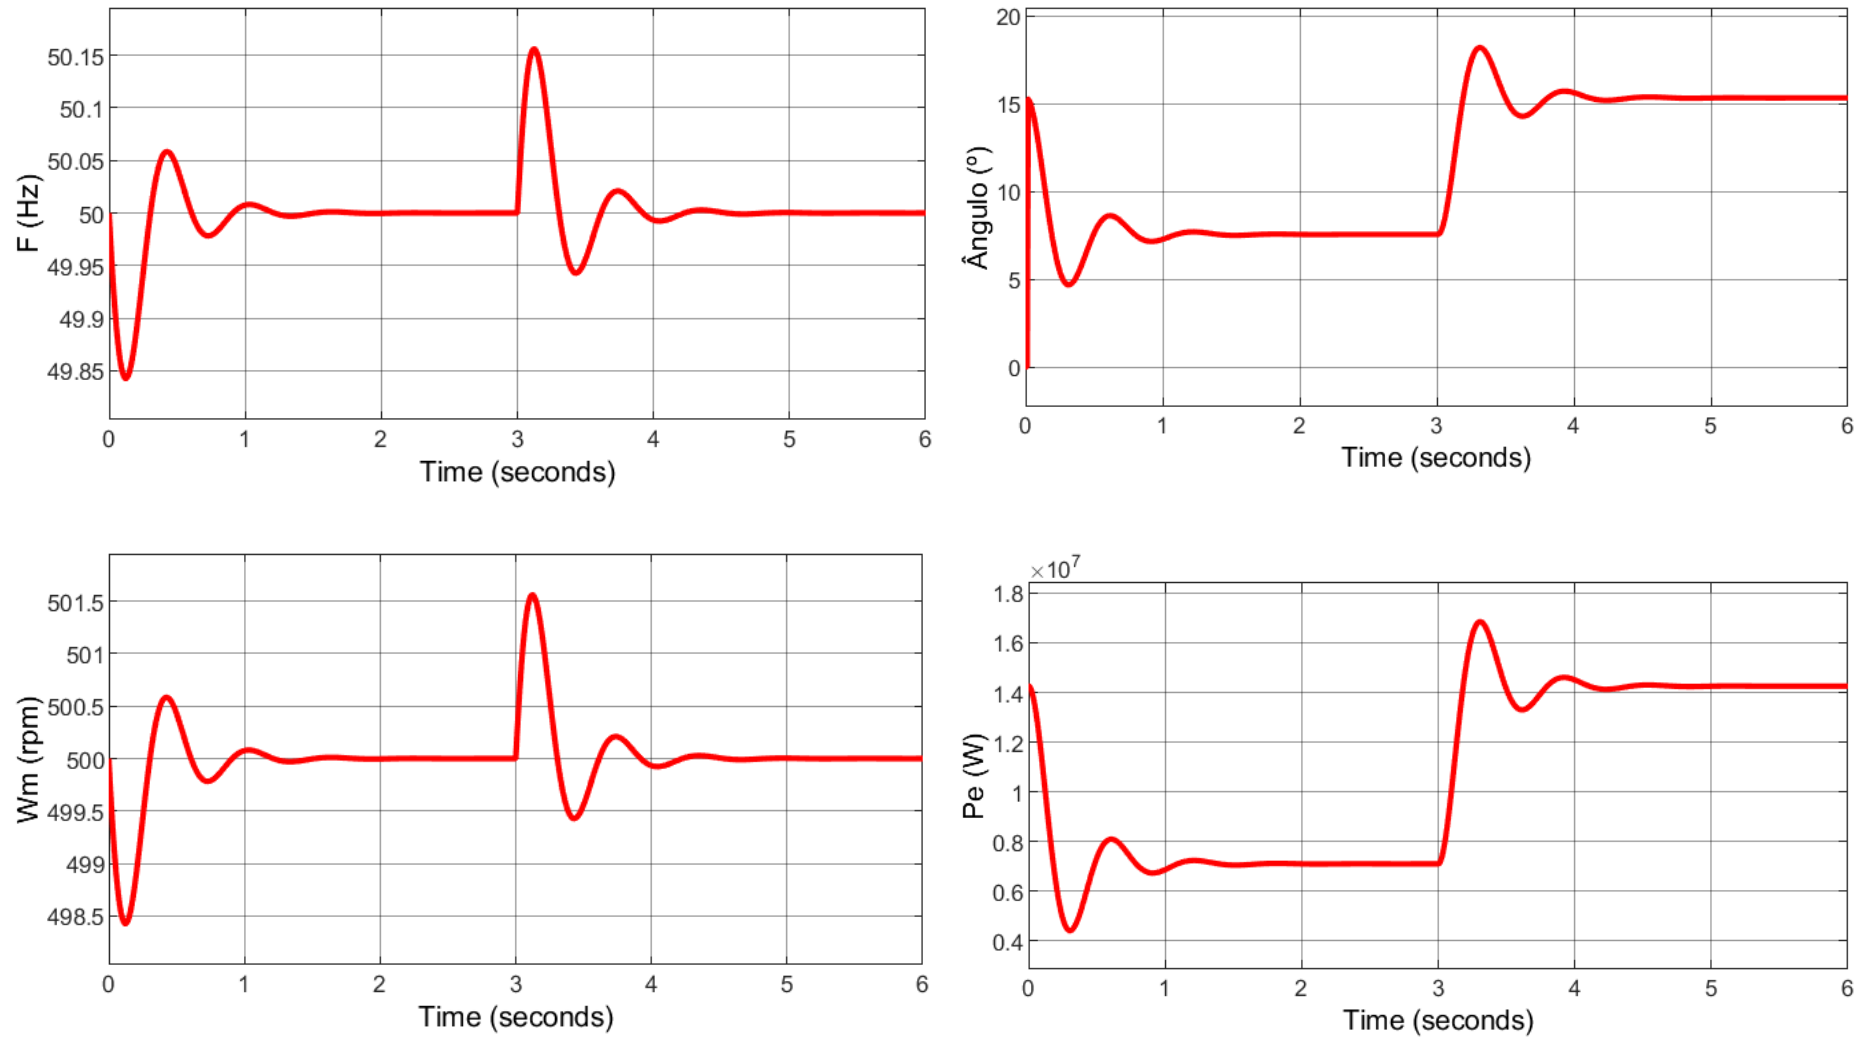 50.15
50.1
50.05
50
49.95
49.9
49.85
F (Hz)
0 1 2 3 4 5 6
Time (seconds)
20
15
10
5
0
Ângulo (º)
0 1 2 3 4 5 6
Time (seconds)
501.5
501
500.5
500
499.5
499
498.5
Wm (rpm)
0 1 2 3 4 5 6
Time (seconds)
×10⁷
1.8
1.6
1.4
1.2
1
0.8
0.6
0.4
Pe (W)
0 1 2 3 4 5 6
Time (seconds)